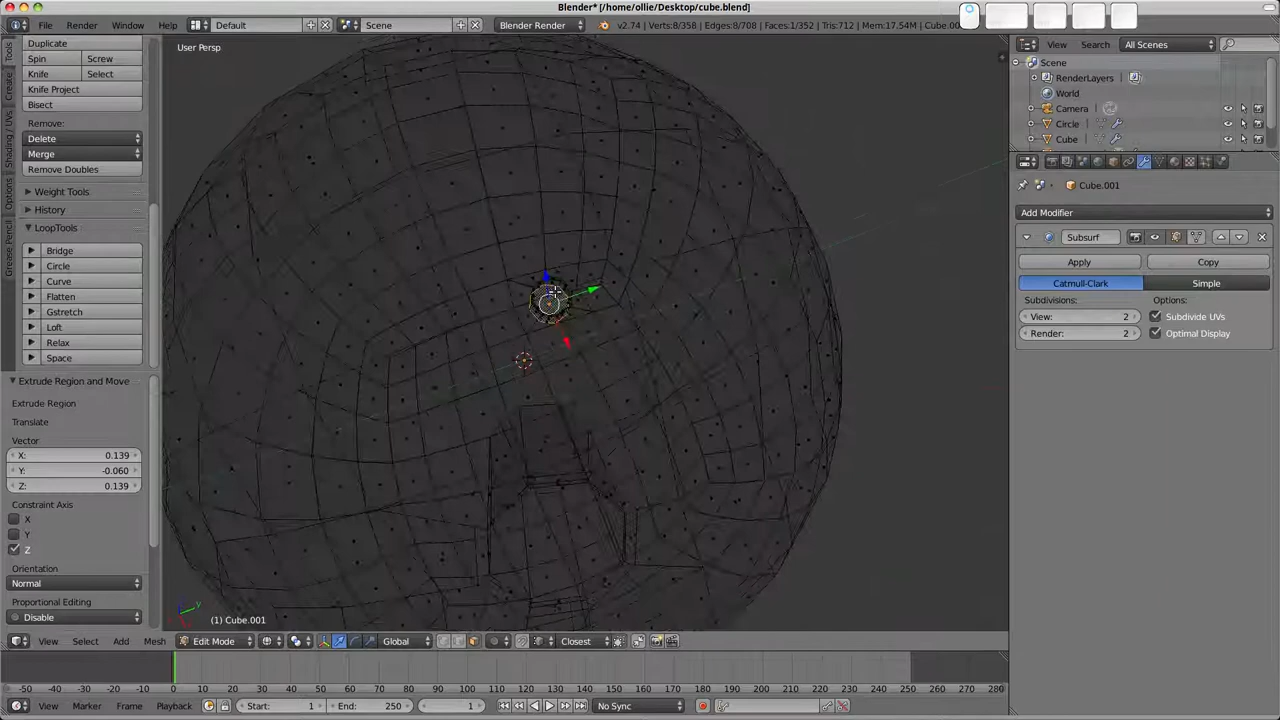 Blender* [/home/ollie/Desktop/cube.blend]
File Render Window Help Default Scene Blender Render v2.74 | Verts:8/358 | Edges:8/708 | Faces:1/352 | Tris:712 | Mem:17.54M | Cube.00
View Search All Scenes
Tools
Create
Shading / UVs
Options
Grease Pencil
Duplicate
Spin Screw
Knife Select
Knife Project
Bisect
Remove:
Delete
Merge
Remove Doubles
Weight Tools
History
LoopTools
Bridge
Circle
Curve
Flatten
Gstretch
Loft
Relax
Space
Extrude Region and Move
Extrude Region
Translate
Vector
X: 0.139
Y: -0.060
Z: 0.139
Constraint Axis
X
Y
Z
Orientation
Normal
Proportional Editing
Disable
User Persp
(1) Cube.001
Scene
RenderLayers
World
Camera
Circle
Cube
Cube.001
Add Modifier
Subsurf
Apply Copy
Catmull-Clark Simple
Subdivisions: Options:
View: 2 Subdivide UVs
Render: 2 Optimal Display
View Select Add Mesh Edit Mode Global Closest
-50 -40 -30 -20 -10 0 10 20 30 40 50 60 70 80 90 100 110 120 130 140 150 160 170 180 190 200 210 220 230 240 250 260 270 280
View Marker Frame Playback Start: 1 End: 250 1 No Sync